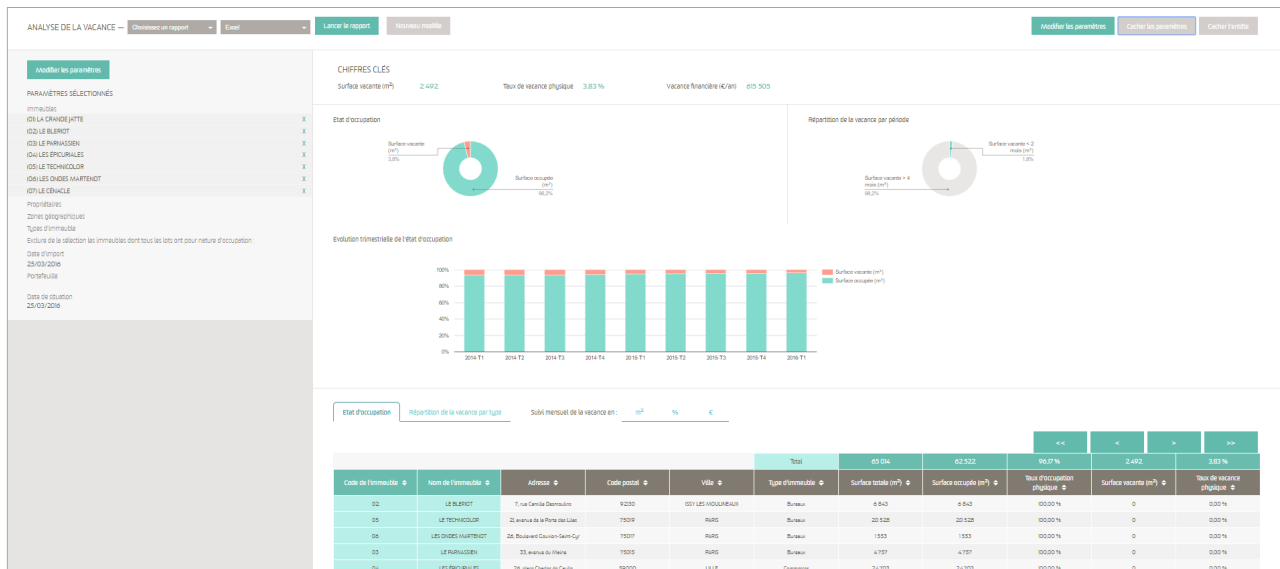 ANALYSE DE LA VACANCE — Choisissez un rapport Excel Lancer le rapport Nouveau modèle Modifier les paramètres Cacher les paramètres Cacher l'entête
Modifier les paramètres
PARAMÈTRES SÉLECTIONNÉS
Immeubles
(01) LA GRANDE JATTE X
(02) LE BLERIOT X
(03) LE PARNASSIEN X
(04) LES ÉPICURIALES X
(05) LE TECHNICOLOR X
(06) LES ONDES MARTENOT X
(07) LE CÉNACLE X
Propriétaires
Zones géographiques
Types d'immeuble
Exclure de la sélection les immeubles dont tous les lots ont pour nature d'occupation :
Date d'import
25/03/2016
Portefeuille
Date de situation
25/03/2016
CHIFFRES CLÉS
Surface vacante (m²) 2 492 Taux de vacance physique 3,83 % Vacance financière (€/an) 615 505
Etat d'occupation
Surface vacante
(m²)
3,8%
Surface occupée
(m²)
96,2%
Répartition de la vacance par période
Surface vacante < 2
mois (m²)
1,8%
Surface vacante > 4
mois (m²)
98,2%
Evolution trimestrielle de l'état d'occupation
100%
80%
60%
40%
20%
0%
2014-T1 2014-T2 2014-T3 2014-T4 2015-T1 2015-T2 2015-T3 2015-T4 2016-T1
Surface vacante (m²)
Surface occupée (m²)
Etat d'occupation Répartition de la vacance par type Suivi mensuel de la vacance en : m² % €
<< < > >>
Total 65 014 62 522 96,17 % 2 492 3,83 %
Code de l'immeuble Nom de l'immeuble Adresse Code postal Ville Type d'immeuble Surface totale (m²) Surface occupée (m²) Taux d'occupation physique Surface vacante (m²) Taux de vacance physique
02 LE BLERIOT 7, rue Camille Desmoulins 92130 ISSY LES MOULINEAUX Bureaux 6 843 6 843 100,00 % 0 0,00 %
05 LE TECHNICOLOR 21, avenue de la Porte des Lilas 75019 PARIS Bureaux 20 528 20 528 100,00 % 0 0,00 %
06 LES ONDES MARTENOT 26, Boulevard Gouvion-Saint-Cyr 75017 PARIS Bureaux 1 553 1 553 100,00 % 0 0,00 %
03 LE PARNASSIEN 33, avenue du Maine 75015 PARIS Bureaux 4 757 4 757 100,00 % 0 0,00 %
04 LES ÉPICURIALES 59000 LILLE Commerces 24 703 24 703 100,00 % 0 0,00 %